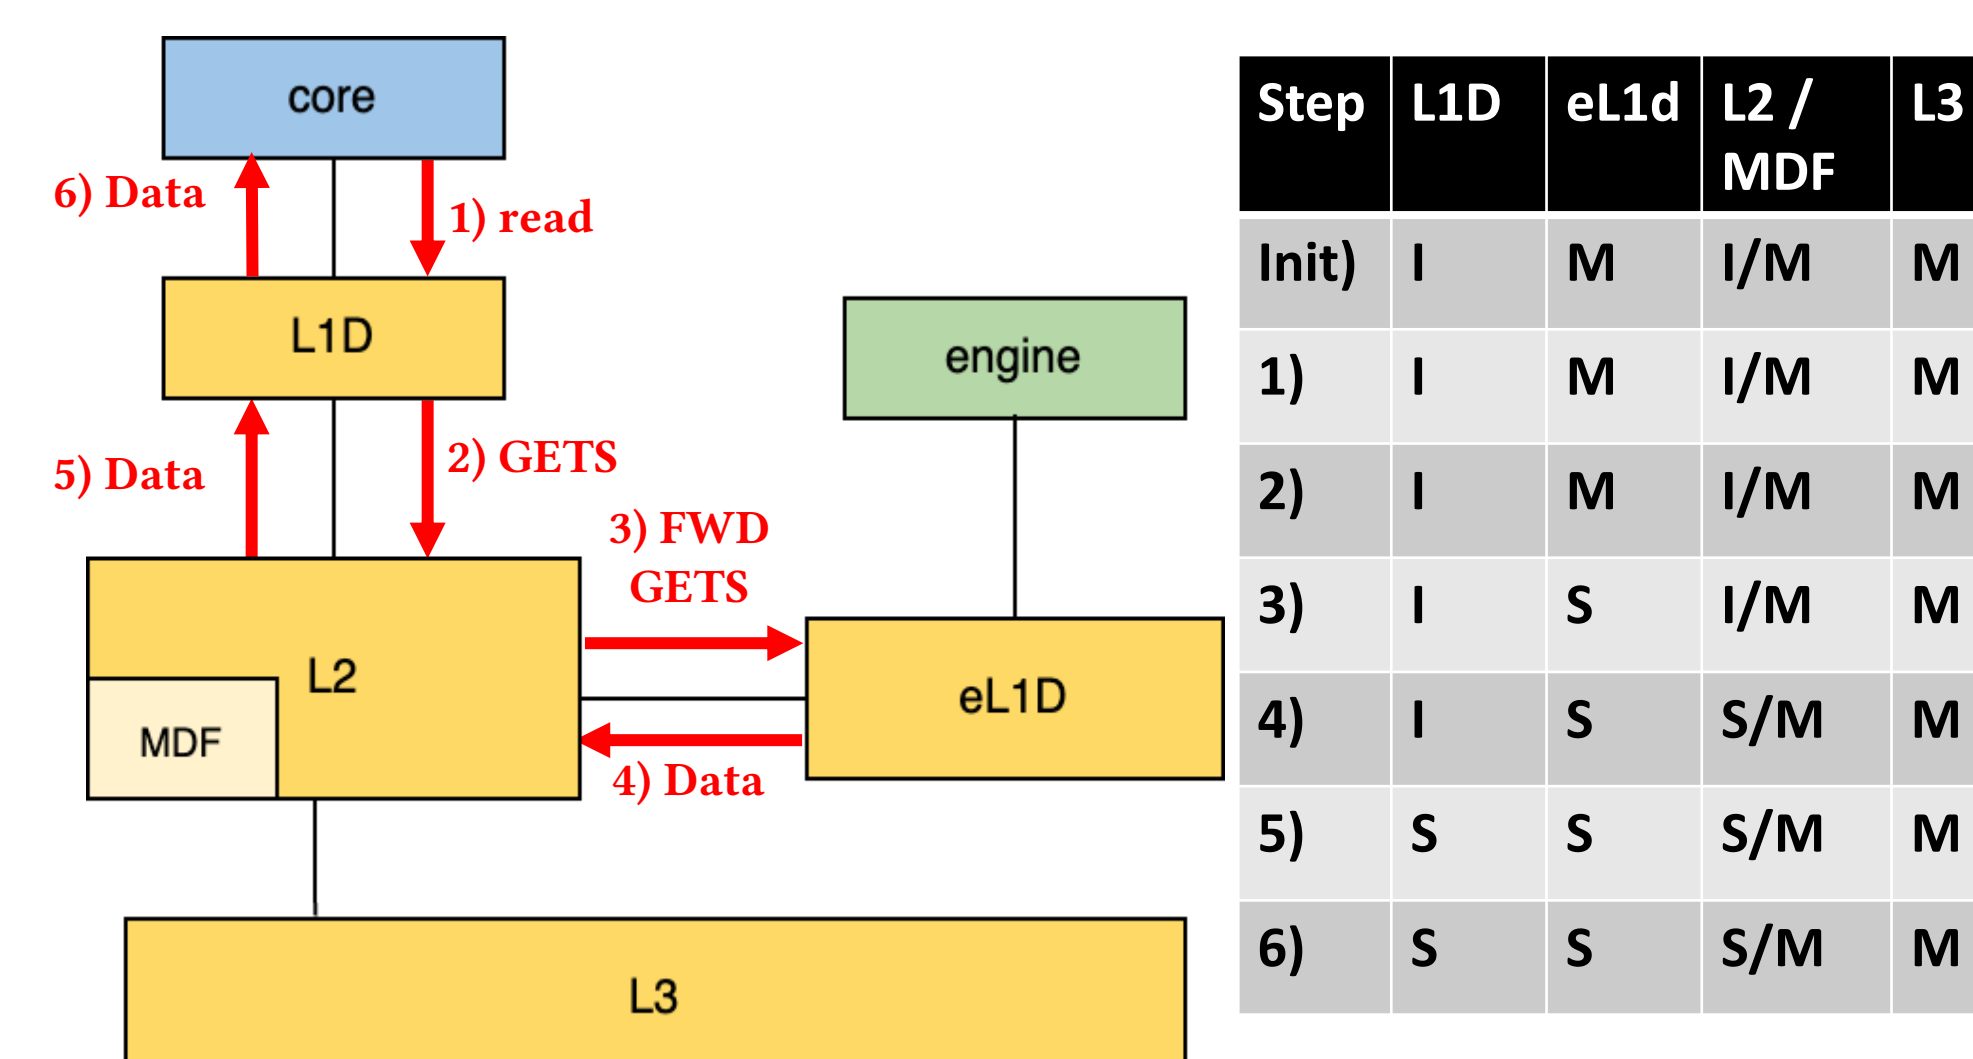 core
6) Data
1) read
L1D
5) Data
2) GETS
3) FWD
GETS
engine
L2
MDF
eL1D
4) Data
L3
Step L1D eL1d L2 / L3
MDF
Init) I M I/M M
1) I M I/M M
2) I M I/M M
3) I S I/M M
4) I S S/M M
5) S S S/M M
6) S S S/M M